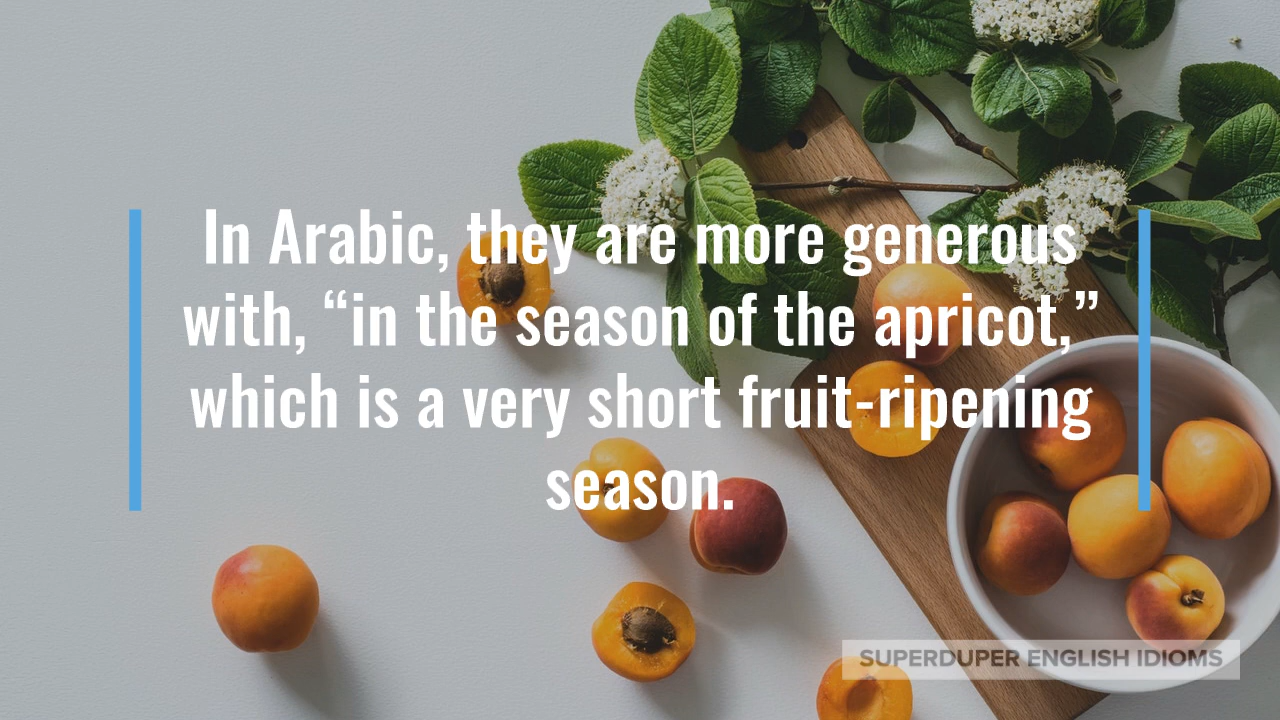 In Arabic, they are more generous
with, “in the season of the apricot,”
which is a very short fruit-ripening
season.
SUPERDUPER ENGLISH IDIOMS